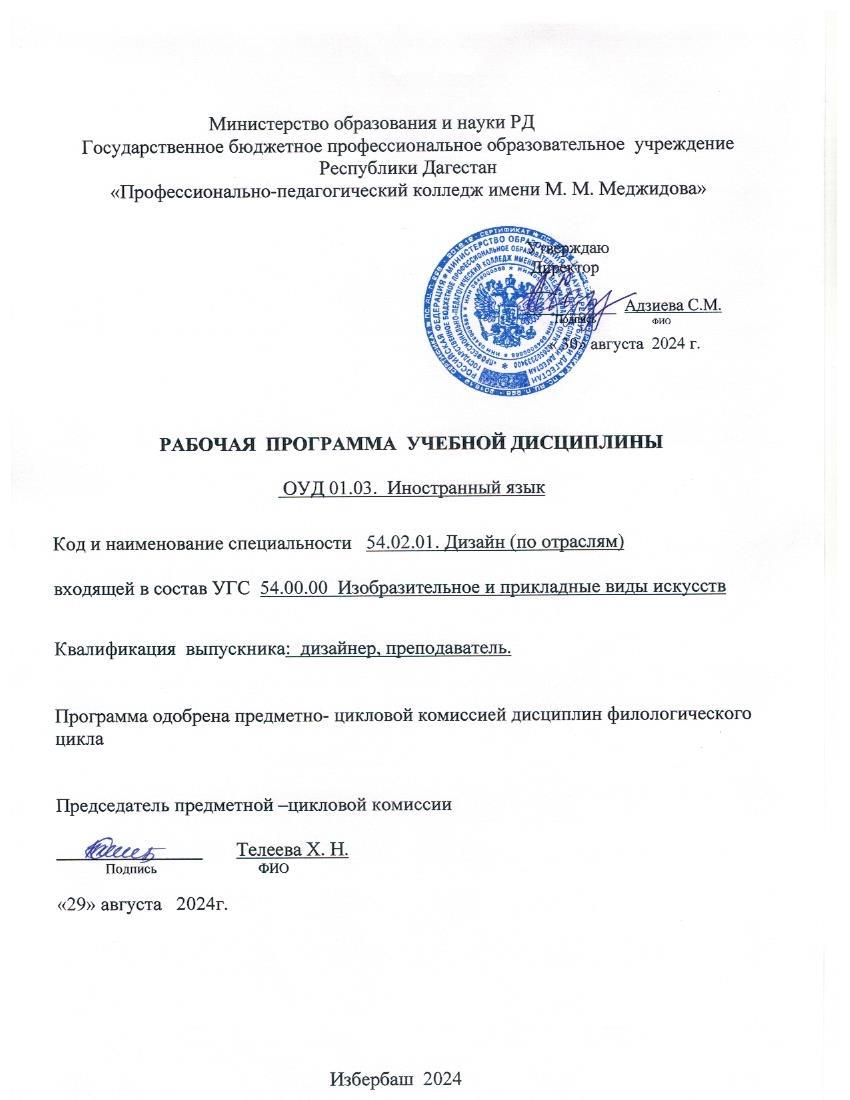 Министерство образования и науки РД
Государственное бюджетное профессиональное образовательное учреждение
Республики Дагестан
«Профессионально-педагогический колледж имени М. М. Меджидова»
Утверждаю
Директор
Адзиева С.М.
Подпись ФИО
«30» августа 2024 г.
РАБОЧАЯ ПРОГРАММА УЧЕБНОЙ ДИСЦИПЛИНЫ
ОУД 01.03. Иностранный язык
Код и наименование специальности 54.02.01. Дизайн (по отраслям)
входящей в состав УГС 54.00.00 Изобразительное и прикладные виды искусств
Квалификация выпускника: дизайнер, преподаватель.
Программа одобрена предметно- цикловой комиссией дисциплин филологического
цикла
Председатель предметной –цикловой комиссии
Телеева Х. Н.
Подпись ФИО
«29» августа 2024г.
Избербаш 2024